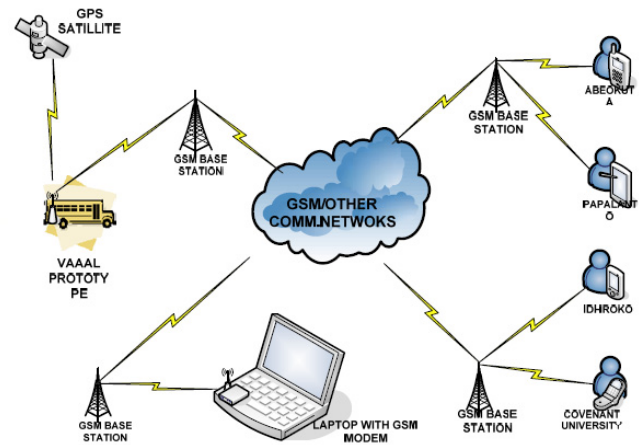 GPS
SATILLITE
GSM BASE
STATION
VAAAL
PROTOTY
PE
GSM/OTHER
COMM.NETWOKS
GSM BASE
STATION
ABEOKUT
A
PAPALANT
O
IDHIROKO
COVENANT
UNIVERSITY
GSM BASE
STATION
LAPTOP WITH GSM
MODEM
GSM BASE
STATION